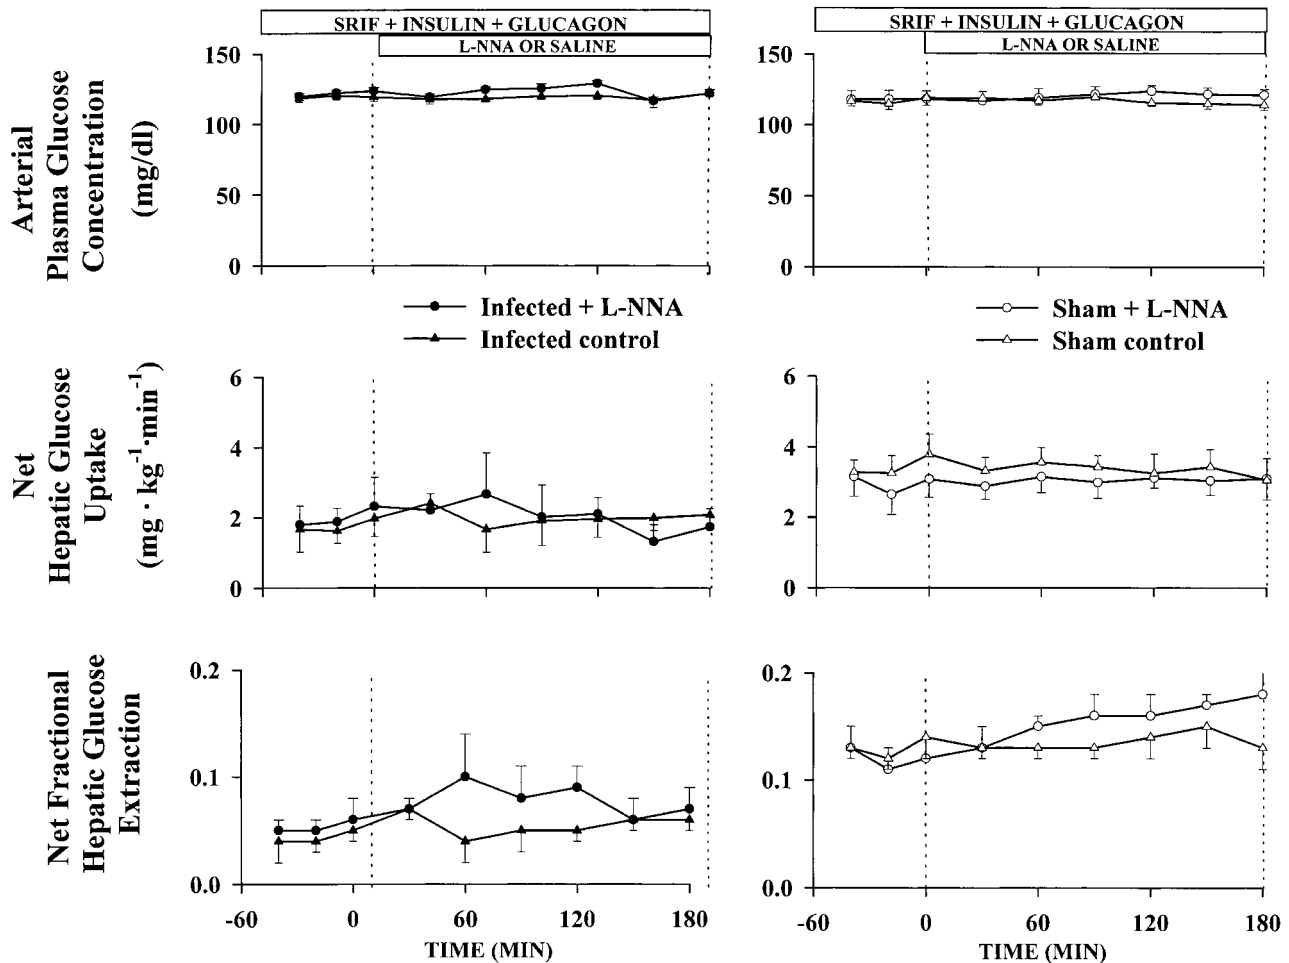 SRIF + INSULIN + GLUCAGON
L-NNA OR SALINE
SRIF + INSULIN + GLUCAGON
L-NNA OR SALINE
Arterial
Plasma Glucose
Concentration
(mg/dl)
150
100
50
0
150
100
50
0
Infected + L-NNA
Infected control
Sham + L-NNA
Sham control
Net
Hepatic Glucose
Uptake
(mg · kg⁻¹·min⁻¹)
6
4
2
0
6
4
2
0
Net Fractional
Hepatic Glucose
Extraction
0.2
0.1
0.0
0.2
0.1
0.0
-60 0 60 120 180
TIME (MIN)
-60 0 60 120 180
TIME (MIN)